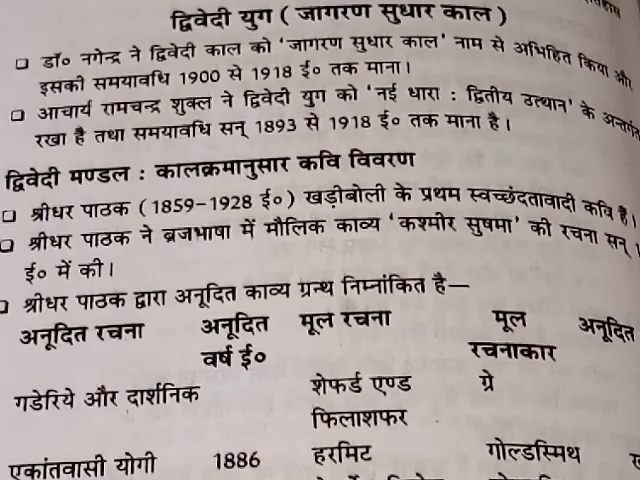 द्विवेदी युग ( जागरण सुधार काल )
❑ डॉ० नगेन्द्र ने द्विवेदी काल को 'जागरण सुधार काल' नाम से अभिहित किया और
इसकी समयावधि 1900 से 1918 ई० तक माना।
❑ आचार्य रामचन्द्र शुक्ल ने द्विवेदी युग को 'नई धारा : द्वितीय उत्थान' के अन्तर्गत
रखा है तथा समयावधि सन् 1893 से 1918 ई० तक माना है।
द्विवेदी मण्डल : कालक्रमानुसार कवि विवरण
❑ श्रीधर पाठक (1859-1928 ई०) खड़ीबोली के प्रथम स्वच्छंदतावादी कवि हैं।
❑ श्रीधर पाठक ने ब्रजभाषा में मौलिक काव्य 'कश्मीर सुषमा' की रचना सन्
ई० में की।
❑ श्रीधर पाठक द्वारा अनूदित काव्य ग्रन्थ निम्नांकित है—
अनूदित रचना अनूदित मूल रचना मूल अनूदित
वर्ष ई० रचनाकार
गडेरिये और दार्शनिक शेफर्ड एण्ड ग्रे
फिलाशफर
एकांतवासी योगी 1886 हरमिट गोल्डस्मिथ